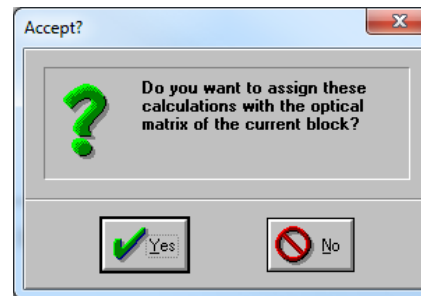 Accept?
Do you want to assign these
calculations with the optical
matrix of the current block?
Yes
No